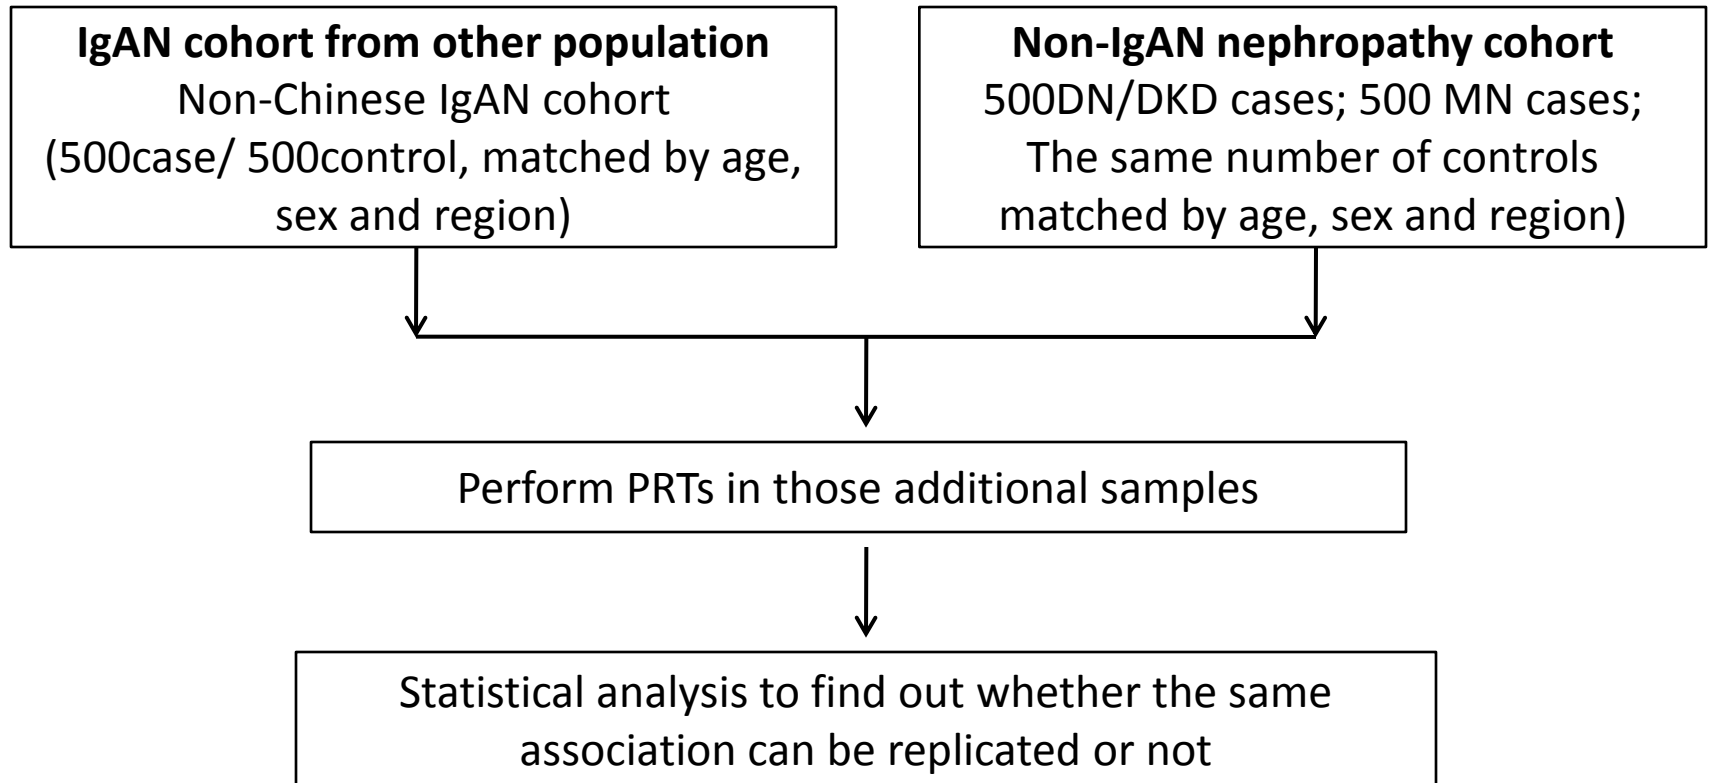 IgAN cohort from other population
Non-Chinese IgAN cohort
(500case/ 500control, matched by age,
sex and region)
Non-IgAN nephropathy cohort
500DN/DKD cases; 500 MN cases;
The same number of controls
matched by age, sex and region)
Perform PRTs in those additional samples
Statistical analysis to find out whether the same
association can be replicated or not